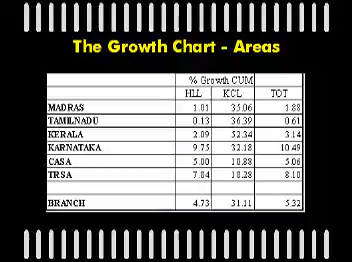 The Growth Chart - Areas
% Growth CUM
HLL KCL TOT
MADRAS 1.01 35.06 1.88
TAMILNADU 0.13 36.39 0.61
KERALA 2.09 52.34 3.14
KARNATAKA 9.75 32.18 10.49
CASA 5.00 10.88 5.06
TRSA 7.84 18.28 8.10
BRANCH 4.73 31.11 5.32